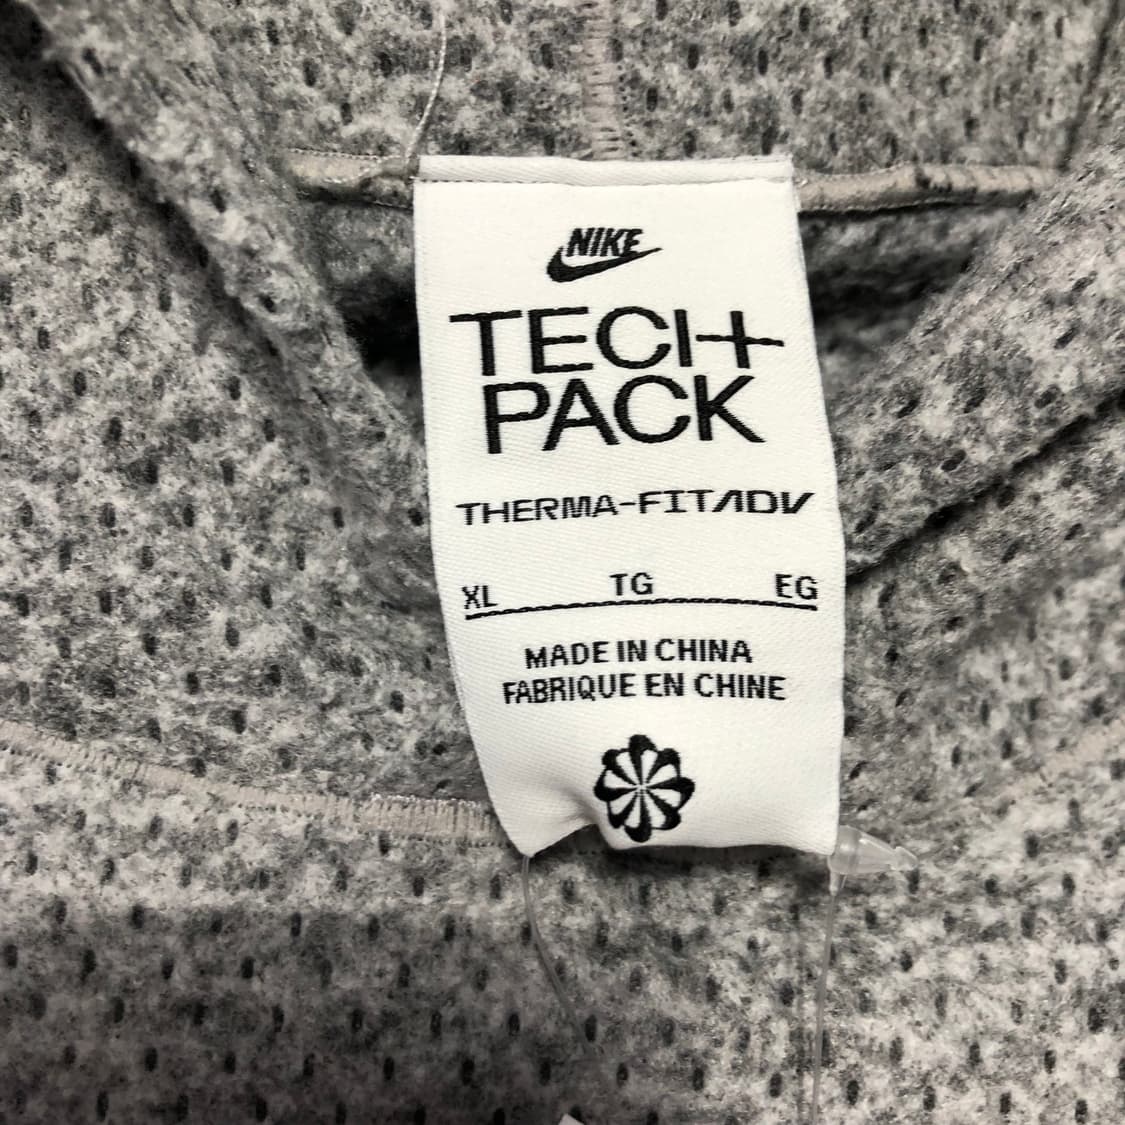 NIKE
TECH
PACK
THERMA-FITADV
XL TG EG
MADE IN CHINA
FABRIQUE EN CHINE